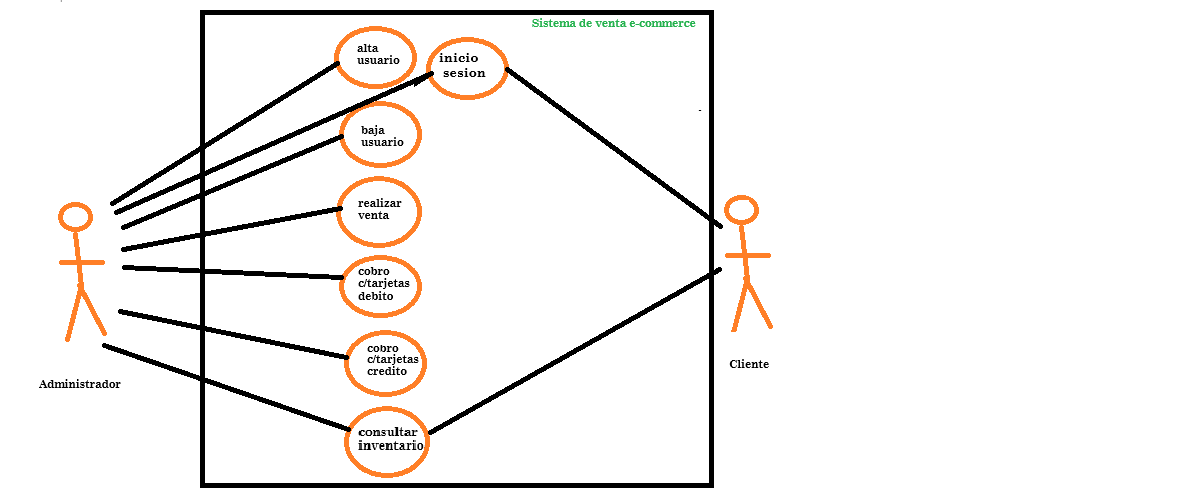 Sistema de venta e-commerce
alta
usuario
inicio
sesion
baja
usuario
realizar
venta
cobro
c/tarjetas
debito
cobro
c/tarjetas
credito
consultar
inventario
Administrador
Cliente